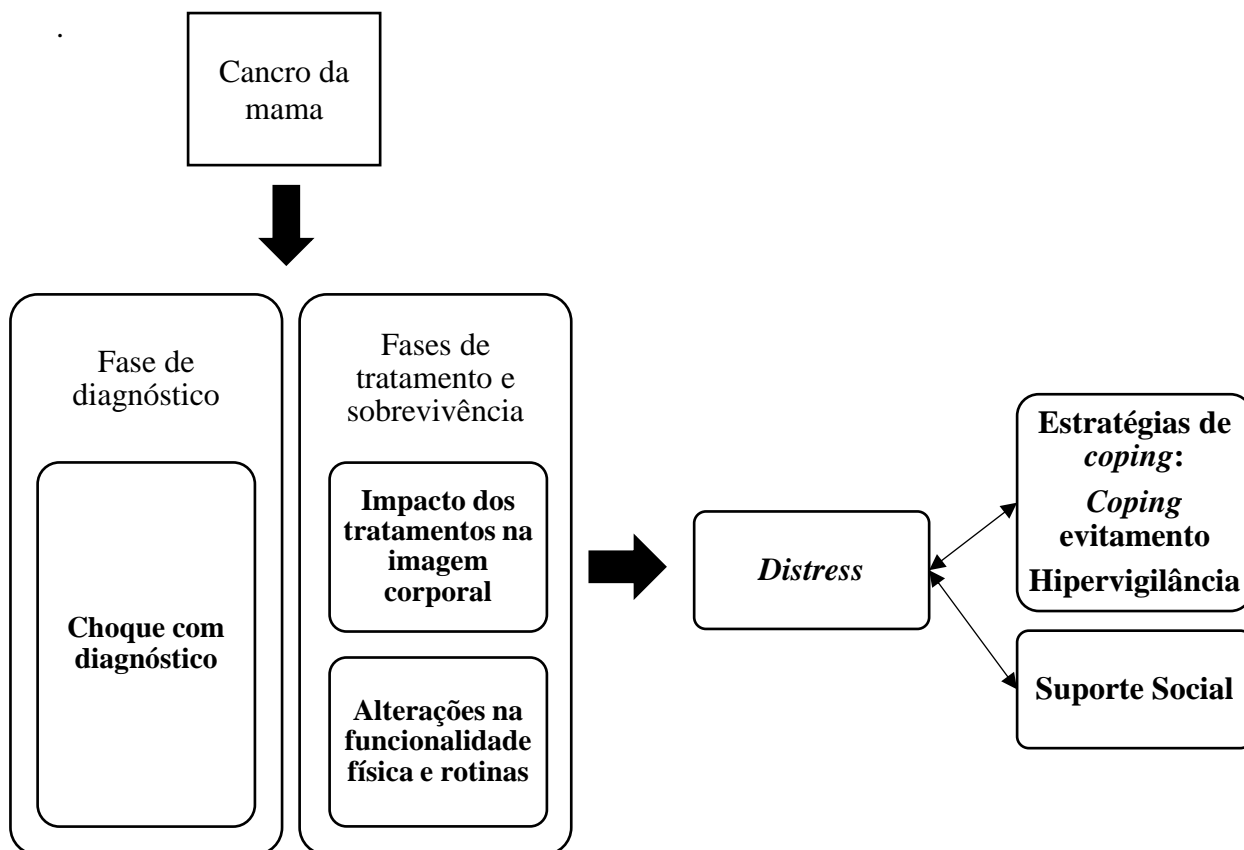 .
Cancro da
mama
Fase de
diagnóstico
Choque com
diagnóstico
Fases de
tratamento e
sobrevivência
Impacto dos
tratamentos na
imagem
corporal
Alterações na
funcionalidade
física e rotinas
Distress
Estratégias de
coping:
Coping
evitamento
Hipervigilância
Suporte Social